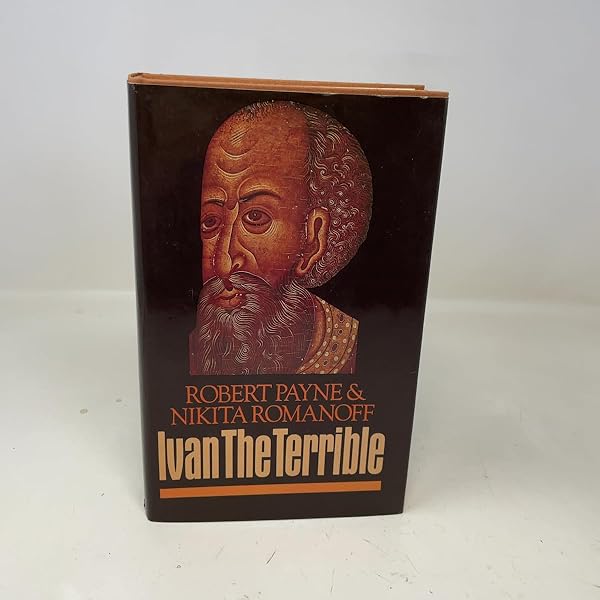 ROBERT PAYNE &
NIKITA ROMANOFF
Ivan The Terrible